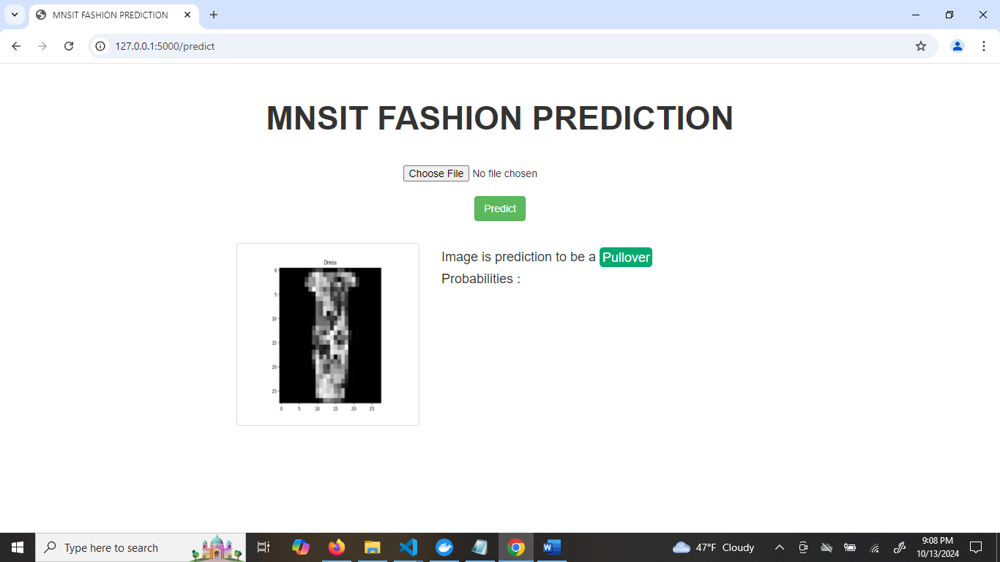 MNSIT FASHION PREDICTION
127.0.0.1:5000/predict
MNSIT FASHION PREDICTION
Choose File No file chosen
Predict
Image is prediction to be a Pullover
Probabilities :
Dress
0
5
10
15
20
25
0 5 10 15 20 25
Type here to search
47°F Cloudy
9:08 PM
10/13/2024